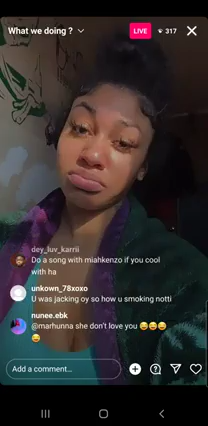 What we doing ?
LIVE
317
dey_luv_karrii
Do a song with miahkenzo if you cool
with ha
unkown_78xoxo
U was jacking oy so how u smoking notti
nunee.ebk
@marhunna she don't love you 😂😂😂
😂
Add a comment...